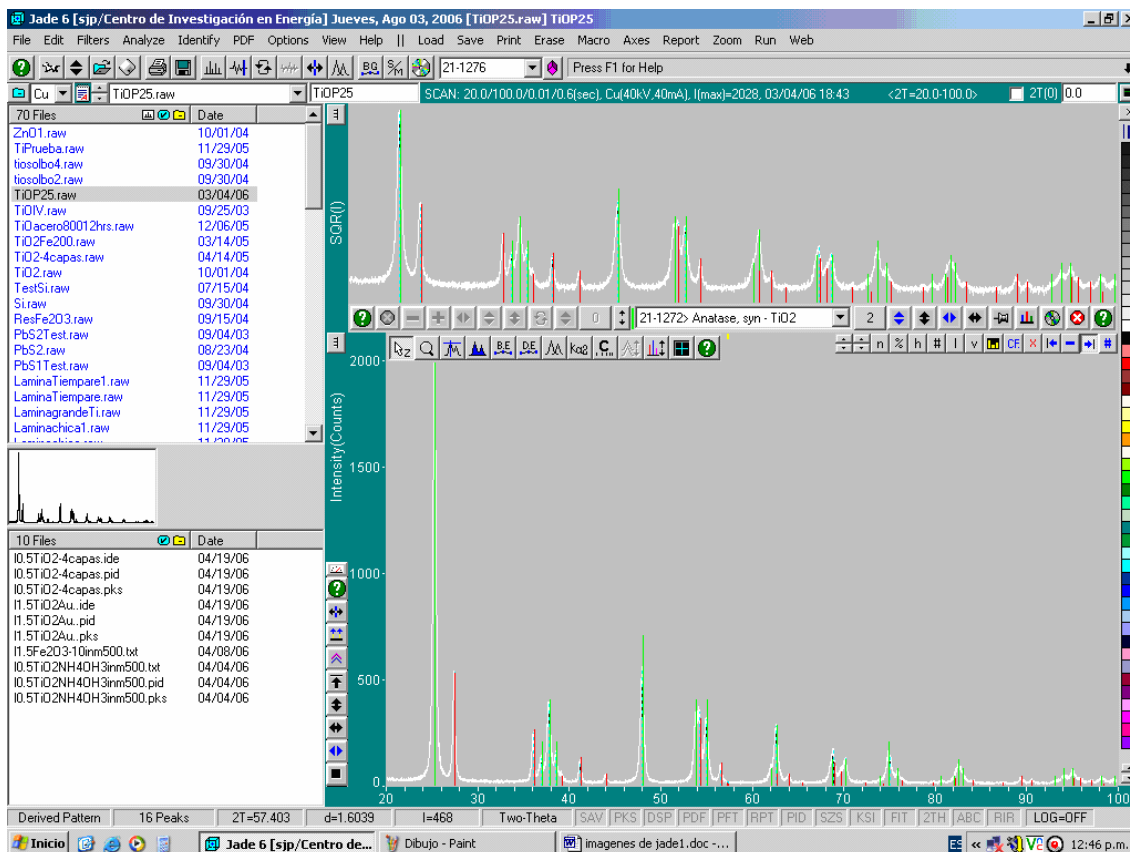 Jade 6 [sjp/Centro de Investigación en Energía] Jueves, Ago 03, 2006 [TiOP25.raw] TiOP25
File Edit Filters Analyze Identify PDF Options View Help || Load Save Print Erase Macro Axes Report Zoom Run Web
BG S/M 21-1276 Press F1 for Help
Cu TiOP25.raw TiOP25 SCAN: 20.0/100.0/0.01/0.6(sec), Cu(40kV,40mA), I(max)=2028, 03/04/06 18:43 <2T=20.0-100.0> 2T(0) 0.0
70 Files Date
ZnO1.raw 10/01/04
TiPrueba.raw 11/29/05
tiosolbo4.raw 09/30/04
tiosolbo2.raw 09/30/04
TiOP25.raw 03/04/06
TiOIV.raw 09/25/03
TiOacero80012hrs.raw 12/06/05
TiO2Fe200.raw 03/14/05
TiO2-4capas.raw 04/14/05
TiO2.raw 10/01/04
TestSi.raw 07/15/04
Si.raw 09/30/04
ResFe2O3.raw 09/15/04
PbS2Test.raw 09/04/03
PbS2.raw 08/23/04
PbS1Test.raw 09/04/03
LaminaTiempare1.raw 11/29/05
LaminaTiempare.raw 11/29/05
LaminagrandeTi.raw 11/29/05
Laminachica1.raw 11/29/05
Laminachica.raw 11/29/05
SQR(I)
0 21-1272> Anatase, syn - TiO2 2
B.E D.E Kα2 C
n % h # I v CF. X #
Intensity(Counts)
2000
1500
1000
500
0
20 30 40 50 60 70 80 90 100
10 Files Date
I0.5TiO2-4capas.ide 04/19/06
I0.5TiO2-4capas.pid 04/19/06
I0.5TiO2-4capas.pks 04/19/06
I1.5TiO2Au..ide 04/19/06
I1.5TiO2Au..pid 04/19/06
I1.5TiO2Au..pks 04/19/06
I1.5Fe2O3-10inm500.txt 04/08/06
I0.5TiO2NH4OH3inm500.txt 04/04/06
I0.5TiO2NH4OH3inm500.pid 04/04/06
I0.5TiO2NH4OH3inm500.pks 04/04/06
Derived Pattern 16 Peaks 2T=57.403 d=1.6039 I=468 Two-Theta SAV PKS DSP PDF PFT RPT PID SZS KSI FIT 2TH ABC RIR LOG=OFF
Inicio Jade 6 [sjp/Centro de... Dibujo - Paint imagenes de jade1.doc -... ES « 12:46 p.m.